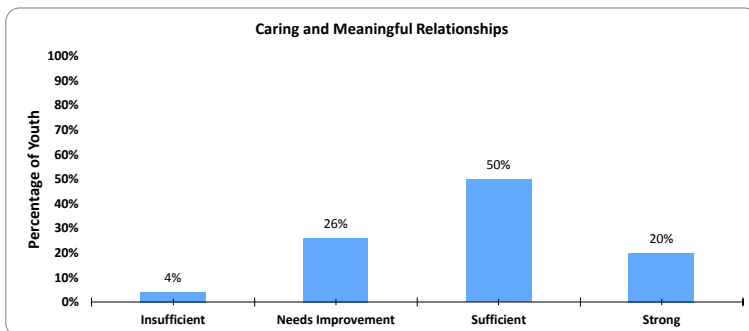 Caring and Meaningful Relationships
100%
90%
80%
70%
60%
50%
40%
30%
20%
10%
0%
Percentage of Youth
4%
26%
50%
20%
Insufficient
Needs Improvement
Sufficient
Strong